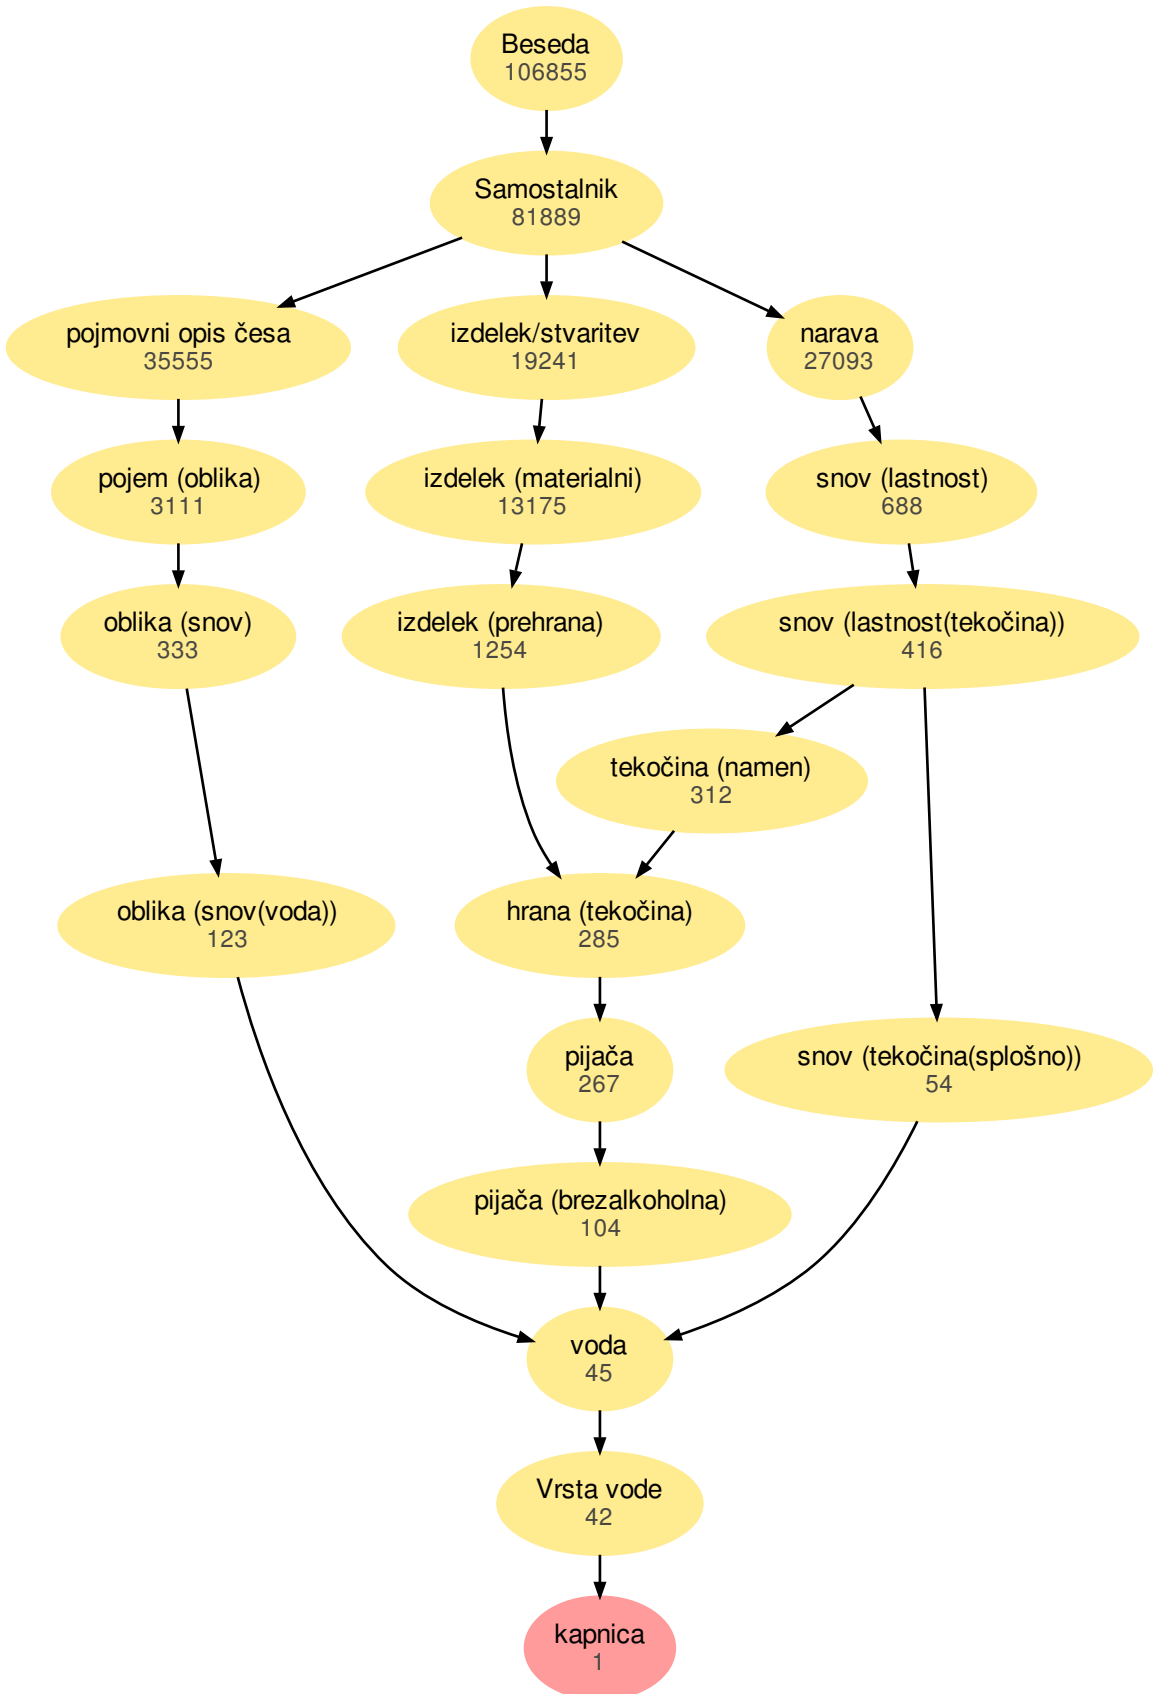 Beseda
106855
Samostalnik
81889
pojmovni opis česa
35555
izdelek/stvaritev
19241
narava
27093
pojem (oblika)
3111
izdelek (materialni)
13175
snov (lastnost)
688
oblika (snov)
333
izdelek (prehrana)
1254
snov (lastnost(tekočina))
416
tekočina (namen)
312
oblika (snov(voda))
123
hrana (tekočina)
285
pijača
267
snov (tekočina(splošno))
54
pijača (brezalkoholna)
104
voda
45
Vrsta vode
42
kapnica
1